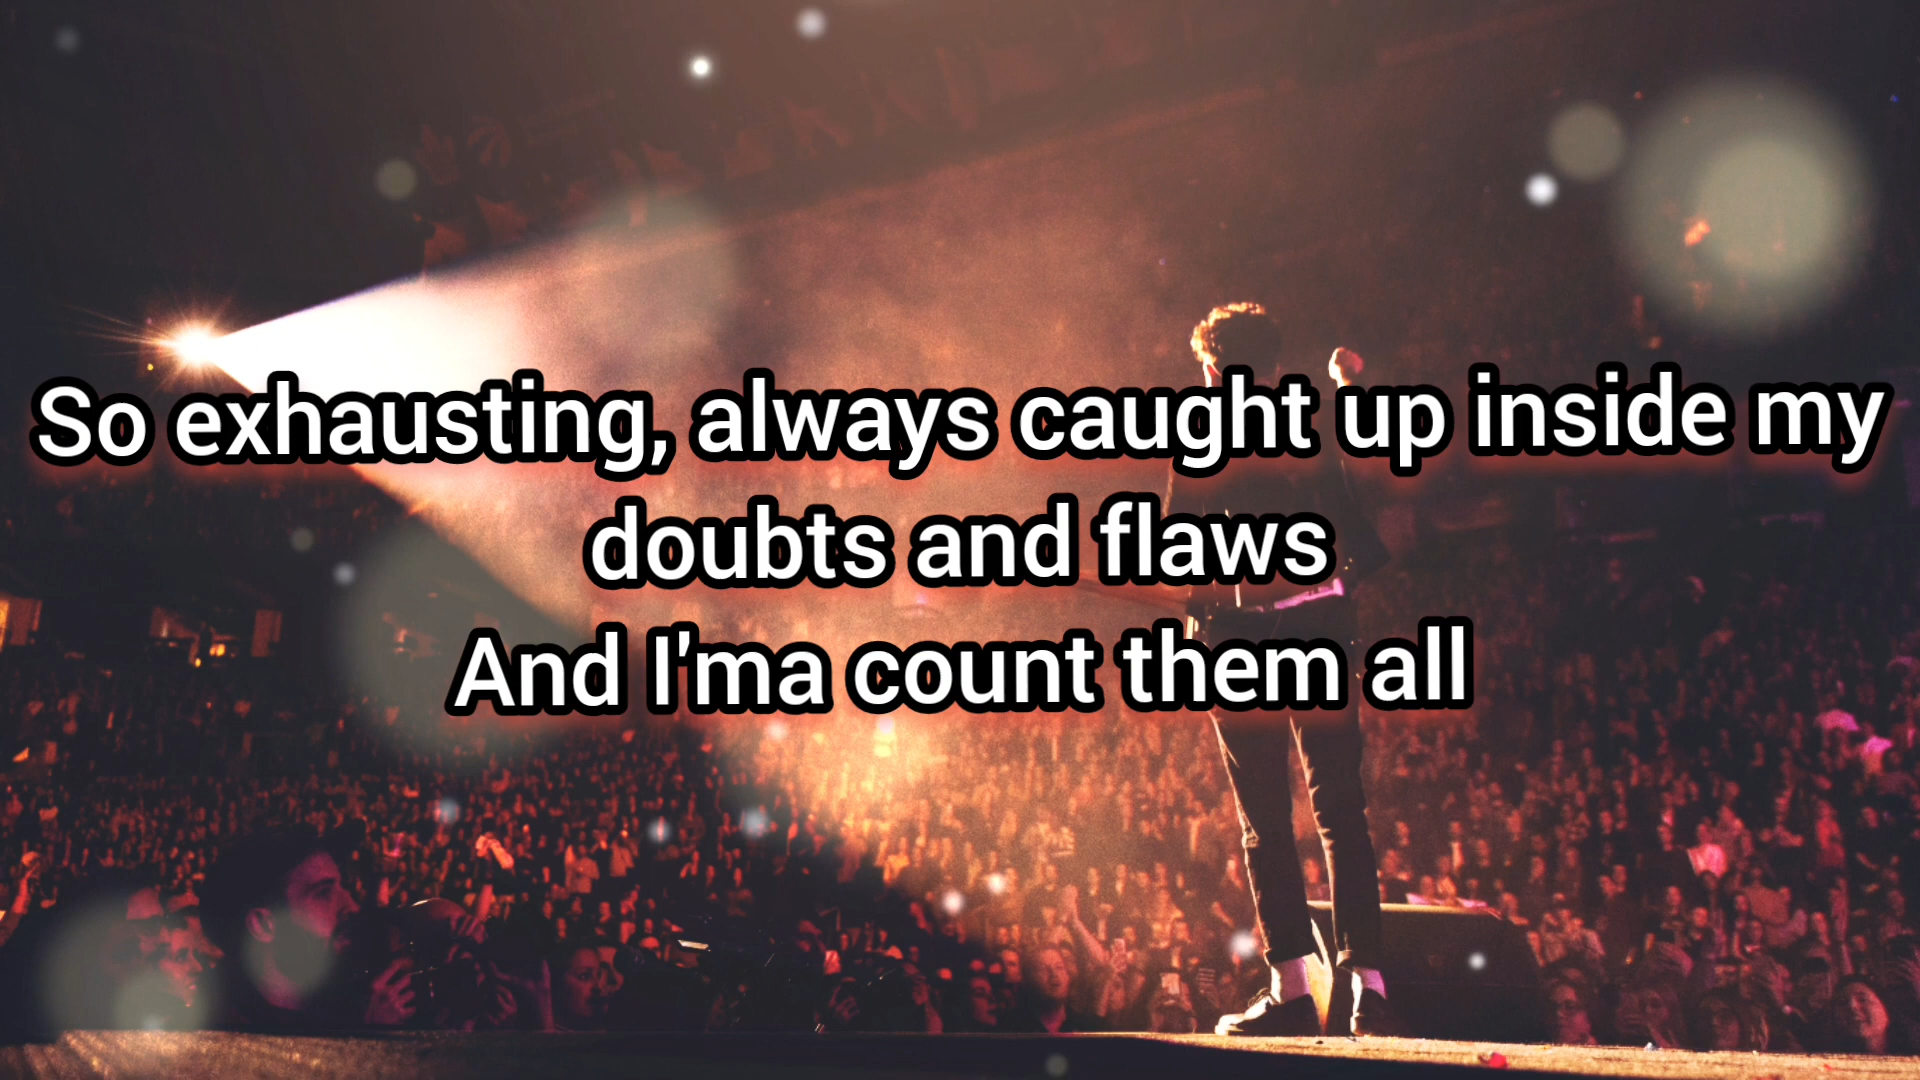 So exhausting, always caught up inside my
doubts and flaws
And I'ma count them all